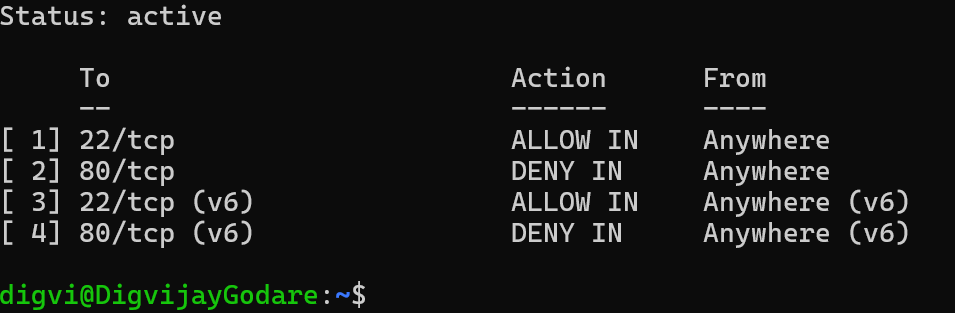 Status: active
To Action From
-- ------ ----
[ 1] 22/tcp ALLOW IN Anywhere
[ 2] 80/tcp DENY IN Anywhere
[ 3] 22/tcp (v6) ALLOW IN Anywhere (v6)
[ 4] 80/tcp (v6) DENY IN Anywhere (v6)
digvi@DigvijayGodare:~$